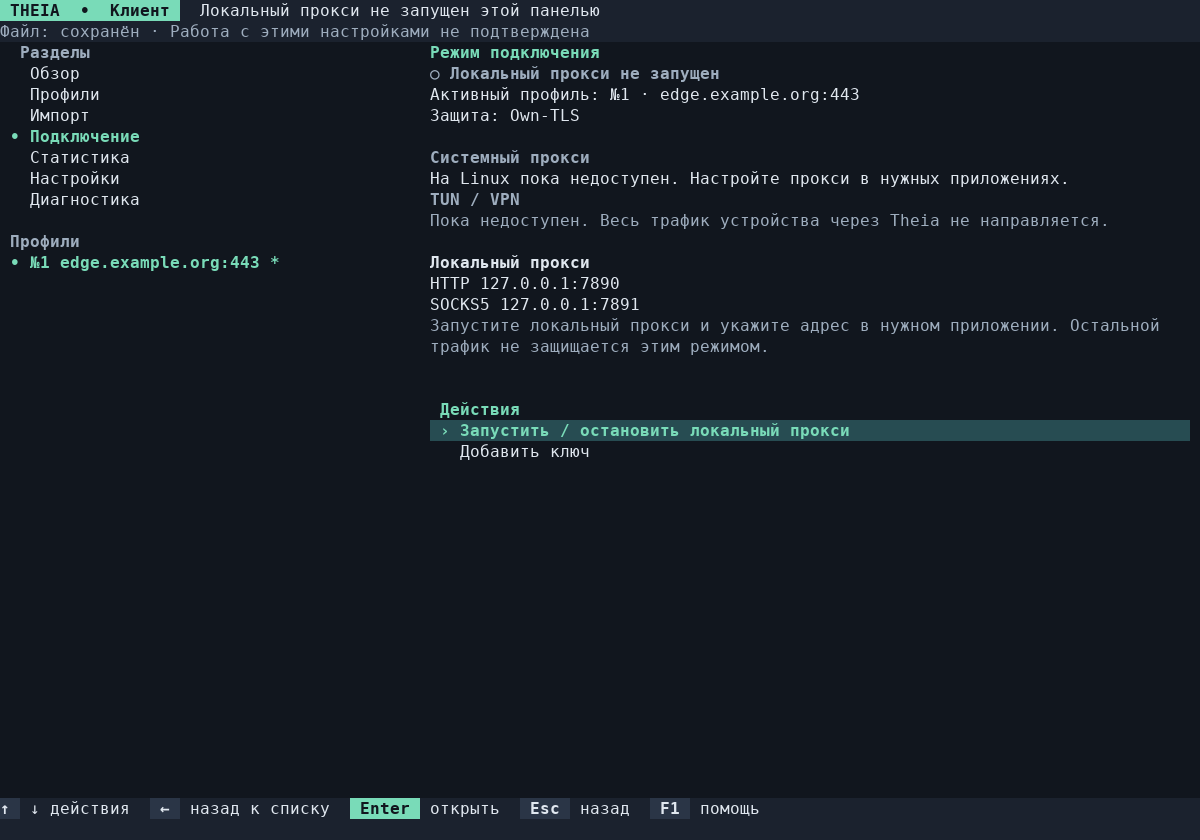 THEIA • Клиент Локальный прокси не запущен этой панелью
Файл: сохранён · Работа с этими настройками не подтверждена
Разделы
Обзор
Профили
Импорт
• Подключение
Статистика
Настройки
Диагностика
Профили
• №1 edge.example.org:443 *
Режим подключения
○ Локальный прокси не запущен
Активный профиль: №1 · edge.example.org:443
Защита: Own-TLS
Системный прокси
На Linux пока недоступен. Настройте прокси в нужных приложениях.
TUN / VPN
Пока недоступен. Весь трафик устройства через Theia не направляется.
Локальный прокси
HTTP 127.0.0.1:7890
SOCKS5 127.0.0.1:7891
Запустите локальный прокси и укажите адрес в нужном приложении. Остальной
трафик не защищается этим режимом.
Действия
› Запустить / остановить локальный прокси
Добавить ключ
↑ ↓ действия ← назад к списку Enter открыть Esc назад F1 помощь